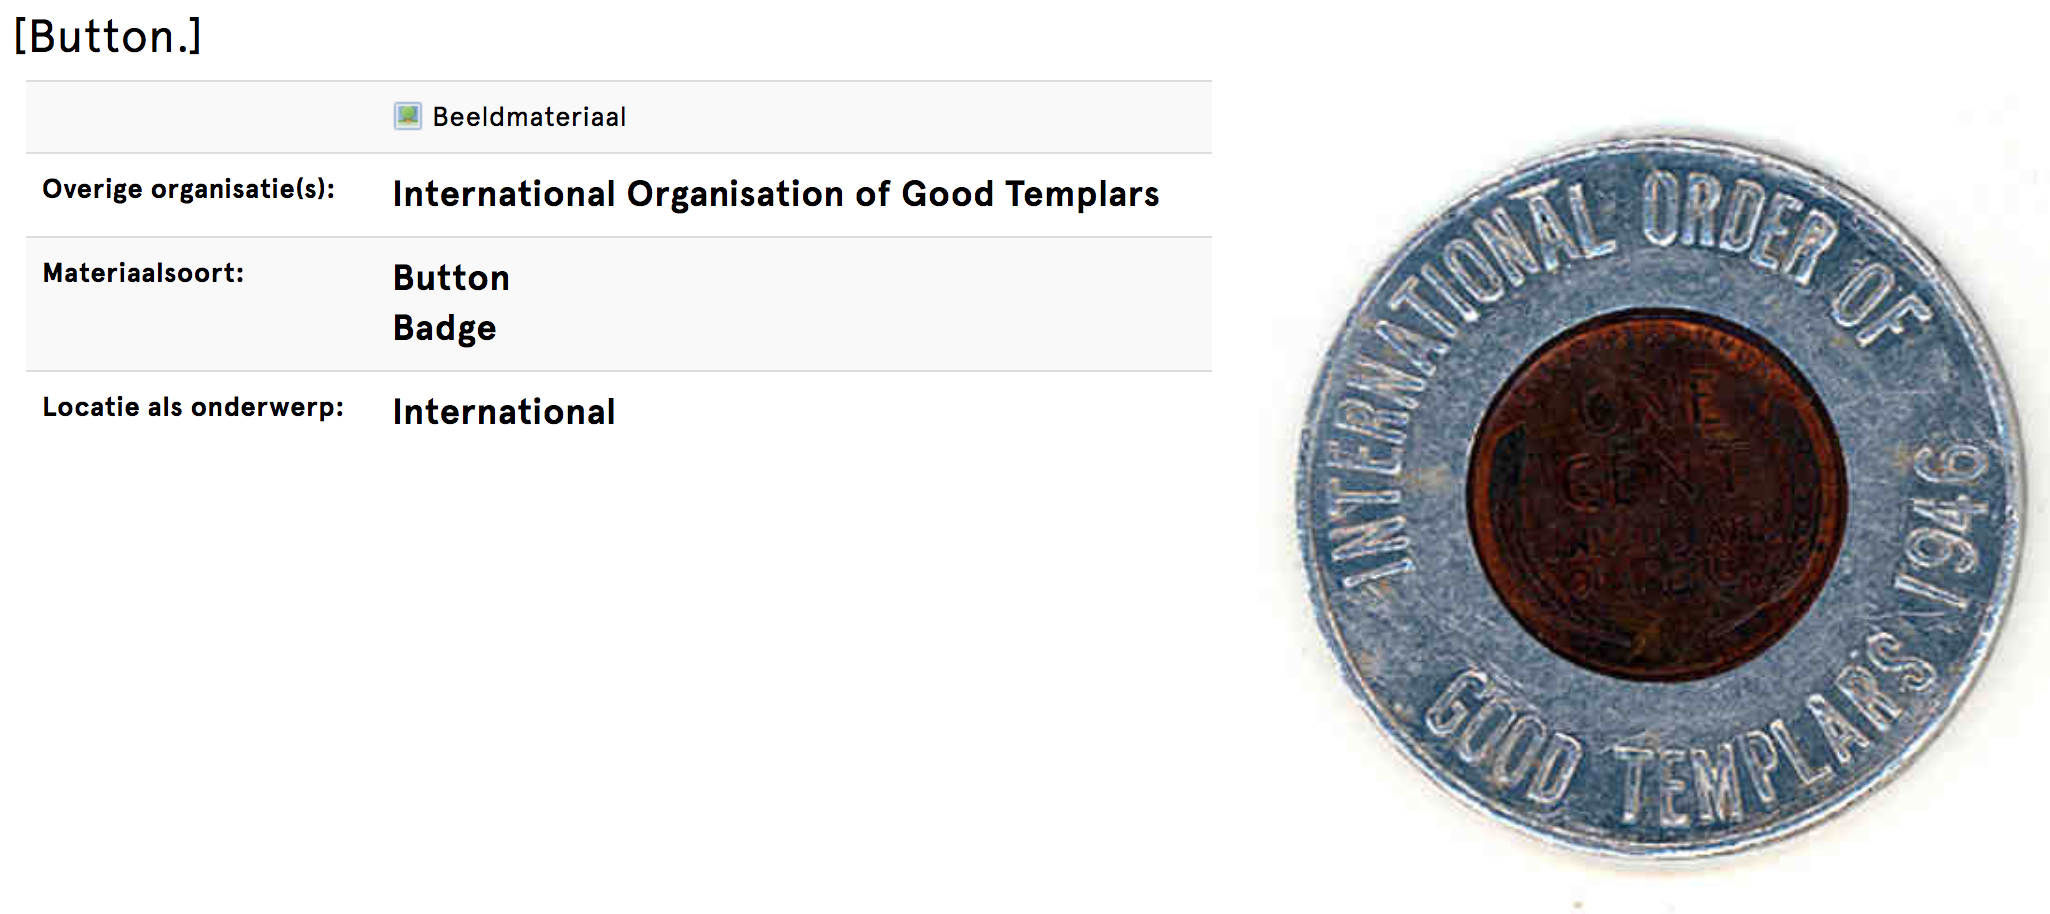 [Button.]
Beeldmateriaal
Overige organisatie(s): International Organisation of Good Templars
Materiaalsoort: Button
Badge
Locatie als onderwerp: International
INTERNATIONAL ORDER OF
GOOD TEMPLARS 1946
ONE
CENT